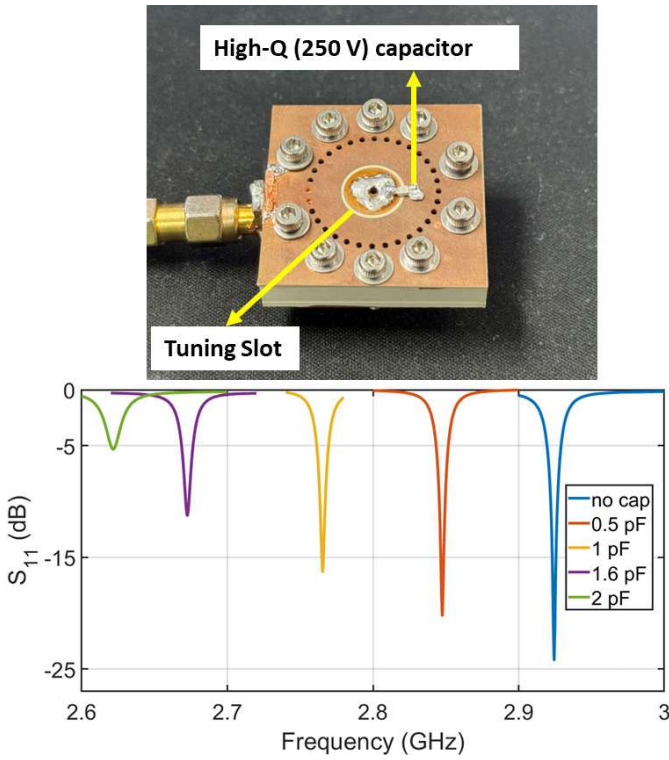 High-Q (250 V) capacitor
Tuning Slot
0
-5
-15
-25
S11 (dB)
no cap
0.5 pF
1 pF
1.6 pF
2 pF
2.6
2.7
2.8
2.9
3
Frequency (GHz)